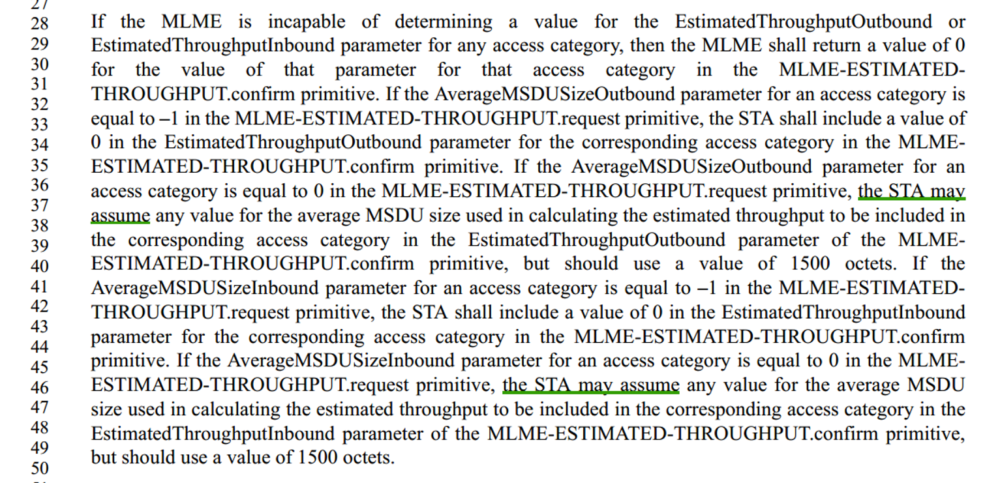 27
28 If the MLME is incapable of determining a value for the EstimatedThroughputOutbound or
29 EstimatedThroughputInbound parameter for any access category, then the MLME shall return a value of 0
30 for the value of that parameter for that access category in the MLME-ESTIMATED-
31 THROUGHPUT.confirm primitive. If the AverageMSDUSizeOutbound parameter for an access category is
32
33 equal to –1 in the MLME-ESTIMATED-THROUGHPUT.request primitive, the STA shall include a value of
34 0 in the EstimatedThroughputOutbound parameter for the corresponding access category in the MLME-
35 ESTIMATED-THROUGHPUT.confirm primitive. If the AverageMSDUSizeOutbound parameter for an
36 access category is equal to 0 in the MLME-ESTIMATED-THROUGHPUT.request primitive, the STA may
37
38 assume any value for the average MSDU size used in calculating the estimated throughput to be included in
39 the corresponding access category in the EstimatedThroughputOutbound parameter of the MLME-
40 ESTIMATED-THROUGHPUT.confirm primitive, but should use a value of 1500 octets. If the
41 AverageMSDUSizeInbound parameter for an access category is equal to –1 in the MLME-ESTIMATED-
42 THROUGHPUT.request primitive, the STA shall include a value of 0 in the EstimatedThroughputInbound
43 parameter for the corresponding access category in the MLME-ESTIMATED-THROUGHPUT.confirm
44
45 primitive. If the AverageMSDUSizeInbound parameter for an access category is equal to 0 in the MLME-
46 ESTIMATED-THROUGHPUT.request primitive, the STA may assume any value for the average MSDU
47 size used in calculating the estimated throughput to be included in the corresponding access category in the
48 EstimatedThroughputInbound parameter of the MLME-ESTIMATED-THROUGHPUT.confirm primitive,
49
50 but should use a value of 1500 octets.